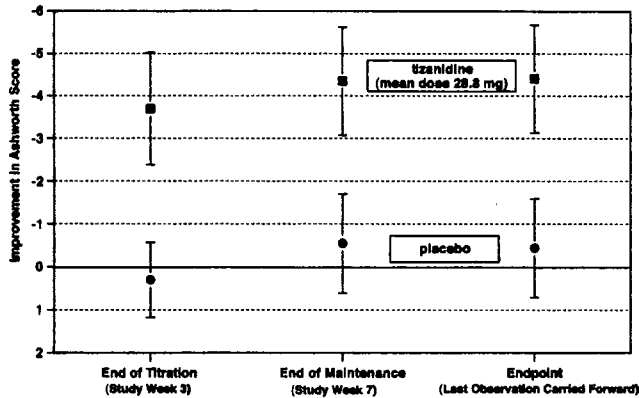 Improvement in Ashworth Score
-6
-5
-4
-3
-2
-1
0
1
2
tizanidine
(mean dose 28.8 mg)
placebo
End of Titration
(Study Week 3)
End of Maintenance
(Study Week 7)
Endpoint
(Last Observation Carried Forward)